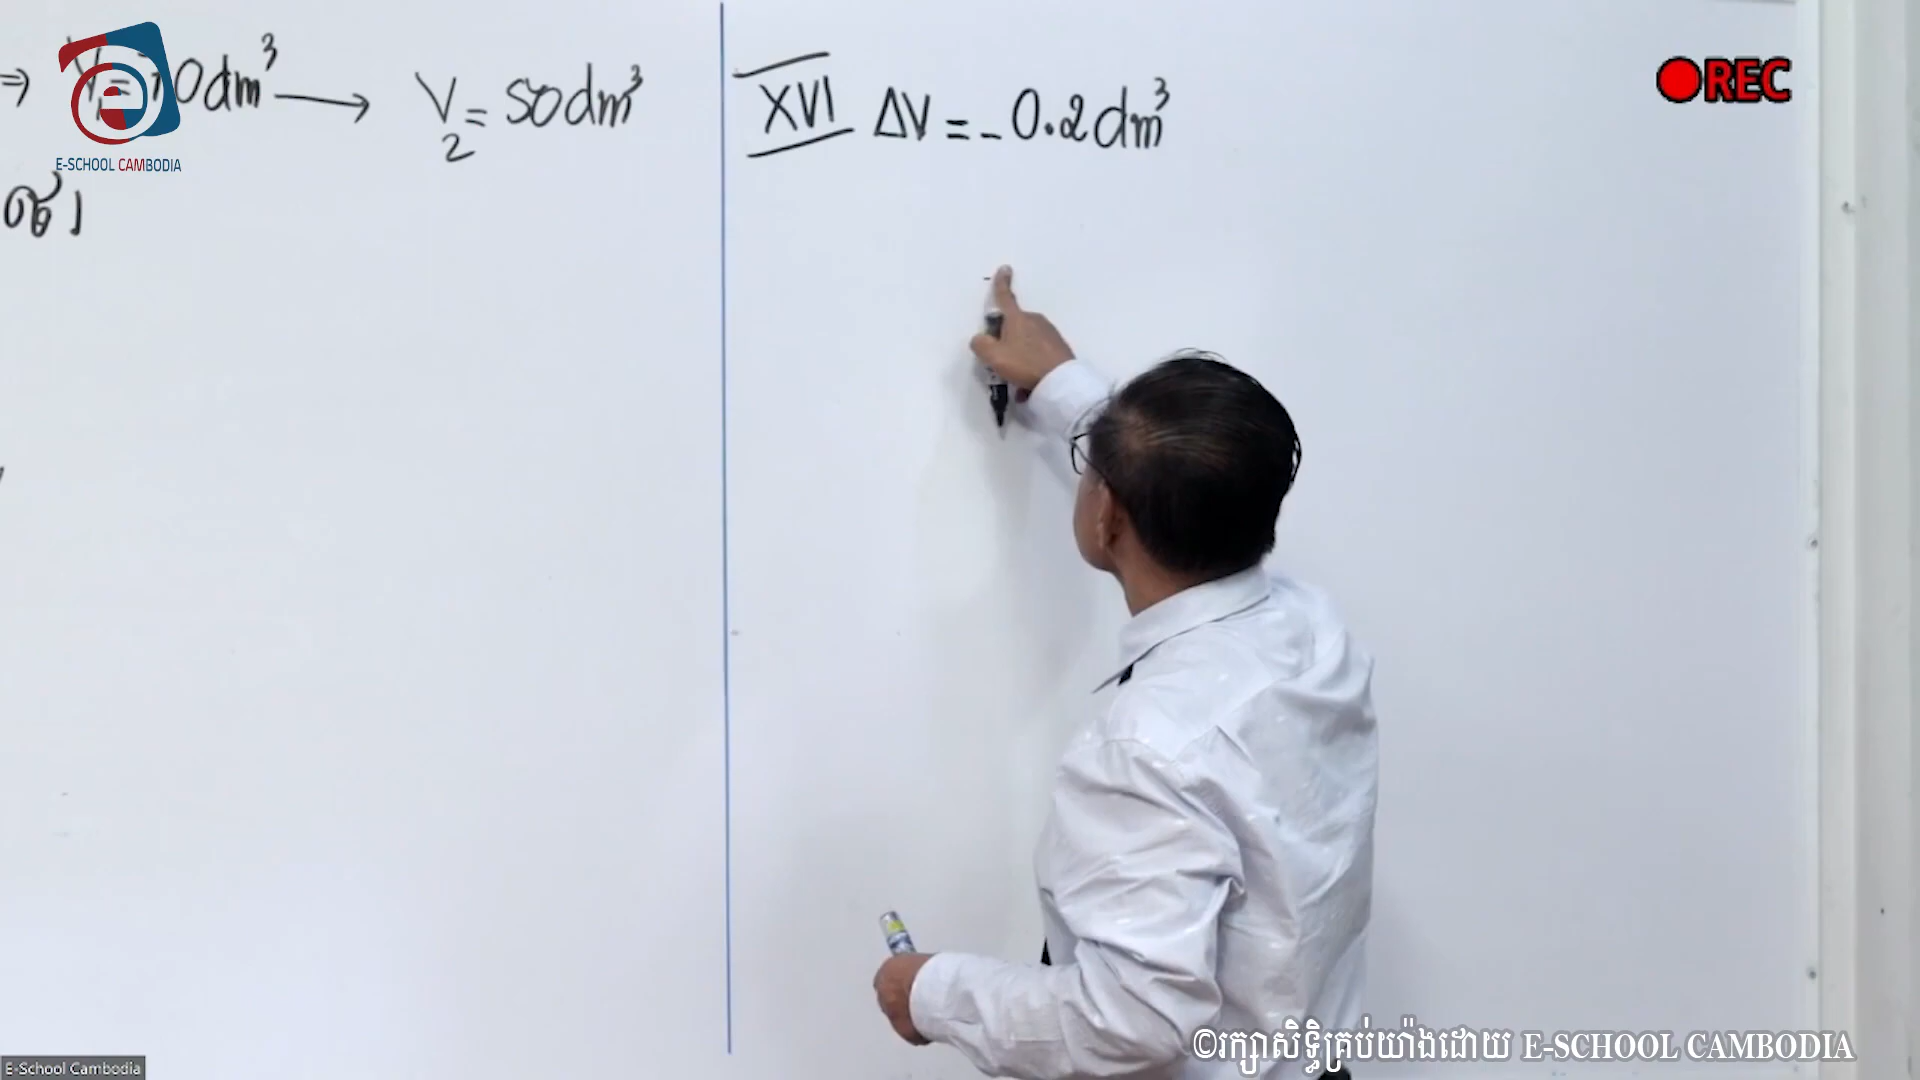 ⇒ V₁ = 70dm³ → V₂ = 50dm³
XVI ΔV = -0.2dm³
REC
E-SCHOOL CAMBODIA
©រក្សាសិទ្ធិគ្រប់យ៉ាងដោយ E-SCHOOL CAMBODIA
E-School Cambodia